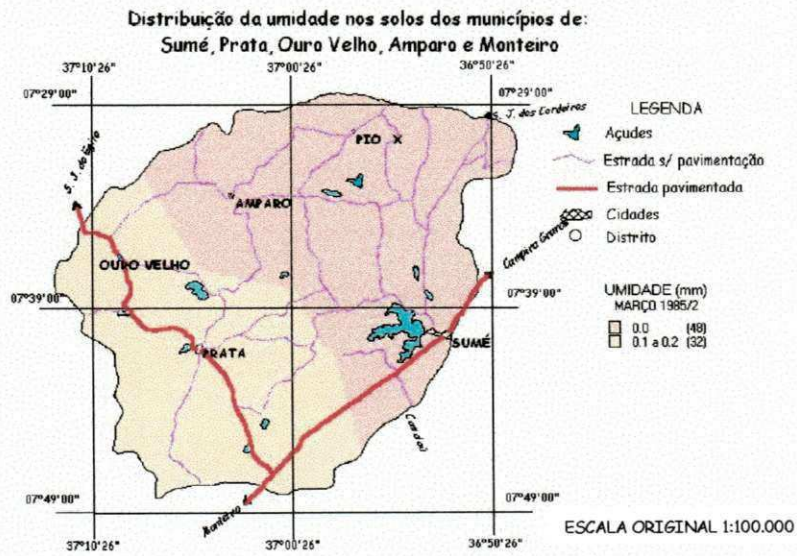 Distribuição da umidade nos solos dos municípios de:
Sumé, Prata, Ouro Velho, Amparo e Monteiro
37°10'26" 37°00'26" 36°50'26"
07°29'00" 07°29'00"
S. J. dos Cordeiros
PIO X
S. J. do Egito
AMPARO
Campina Grande
OURO VELHO
07°39'00" 07°39'00"
SUMÉ
PRATA
07°49'00" 07°49'00"
Monteiro
37°10'26" 37°00'26" 36°50'26"
LEGENDA
Açudes
Estrada s/ pavimentação
Estrada pavimentada
Cidades
Distrito
UMIDADE (mm)
MARÇO 1985/2
0.0 (48)
0.1 a 0.2 (32)
ESCALA ORIGINAL 1:100.000